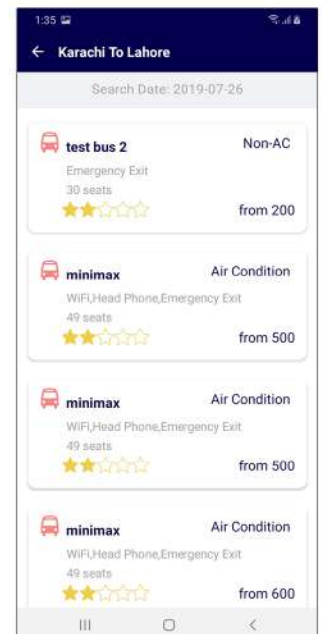 1:35
Karachi To Lahore
Search Date: 2019-07-26
test bus 2 Non-AC
Emergency Exit
30 seats
from 200
minimax Air Condition
WiFi,Head Phone,Emergency Exit
49 seats
from 500
minimax Air Condition
WiFi,Head Phone,Emergency Exit
49 seats
from 500
minimax Air Condition
WiFi,Head Phone,Emergency Exit
49 seats
from 600